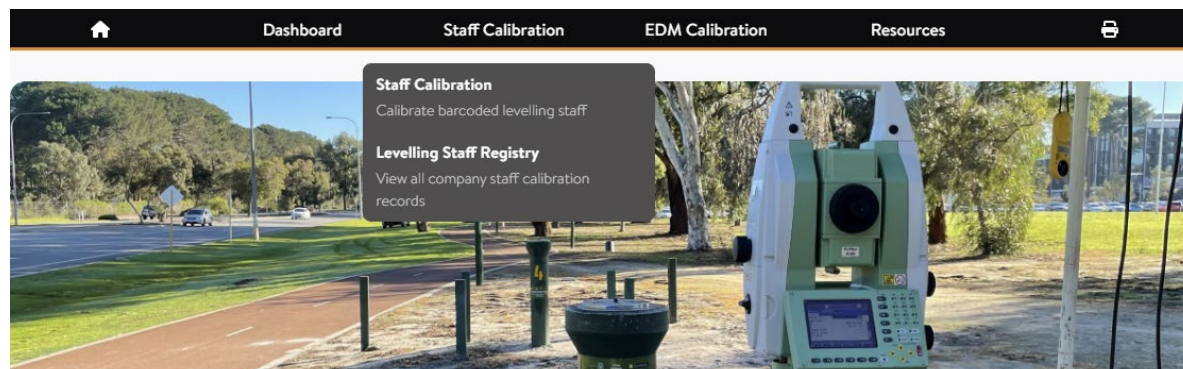 Dashboard
Staff Calibration
EDM Calibration
Resources
Staff Calibration
Calibrate barcoded levelling staff
Levelling Staff Registry
View all company staff calibration
records
4